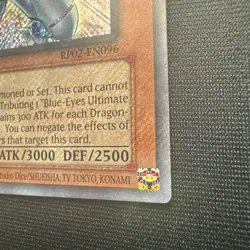 RP02-EN096
moned or Set. This card cannot
Tributing 1 "Blue-Eyes Ultimate
ains 300 ATK for each Dragon-
. You can negate the effects of
rs that target this card.
ATK/3000 DEF/2500
Studio Dice/SHUEISHA, TV TOKYO, KONAMI